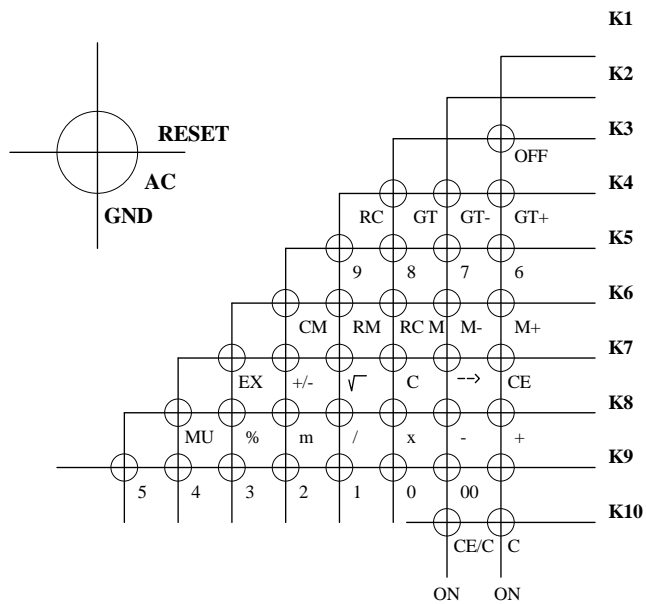 K1
K2
K3
RESET
OFF
AC
K4
GND
RC GT GT- GT+
K5
9 8 7 6
K6
CM RM RC M M- M+
K7
EX +/- √ C --> CE
K8
MU % m / x - +
K9
5 4 3 2 1 0 00
K10
CE/C C
ON ON